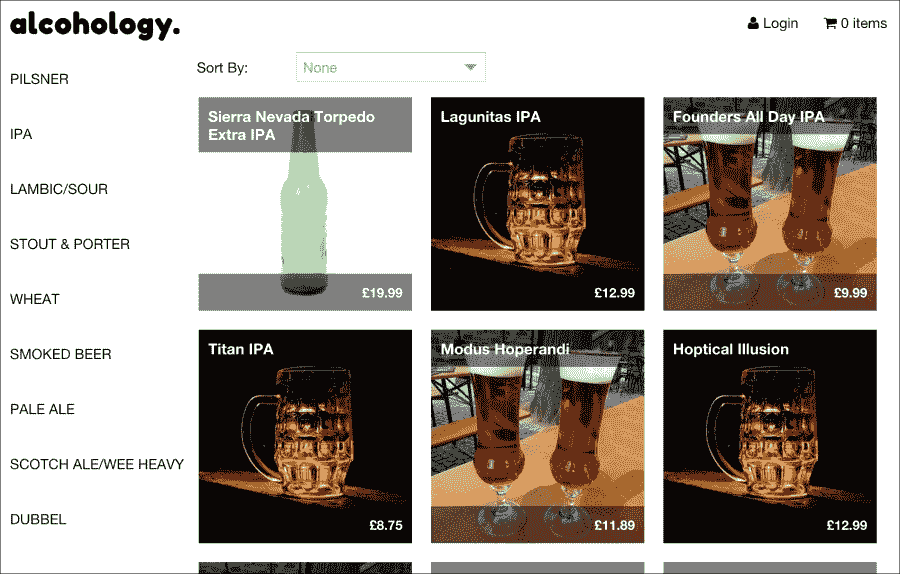 alcohology.
Login
0 items
Sort By:
None
PILSNER
IPA
LAMBIC/SOUR
STOUT & PORTER
WHEAT
SMOKED BEER
PALE ALE
SCOTCH ALE/WEE HEAVY
DUBBEL
Sierra Nevada Torpedo
Extra IPA
£19.99
Lagunitas IPA
£12.99
Founders All Day IPA
£9.99
Titan IPA
£8.75
Modus Hoperandi
£11.89
Hoptical Illusion
£12.99